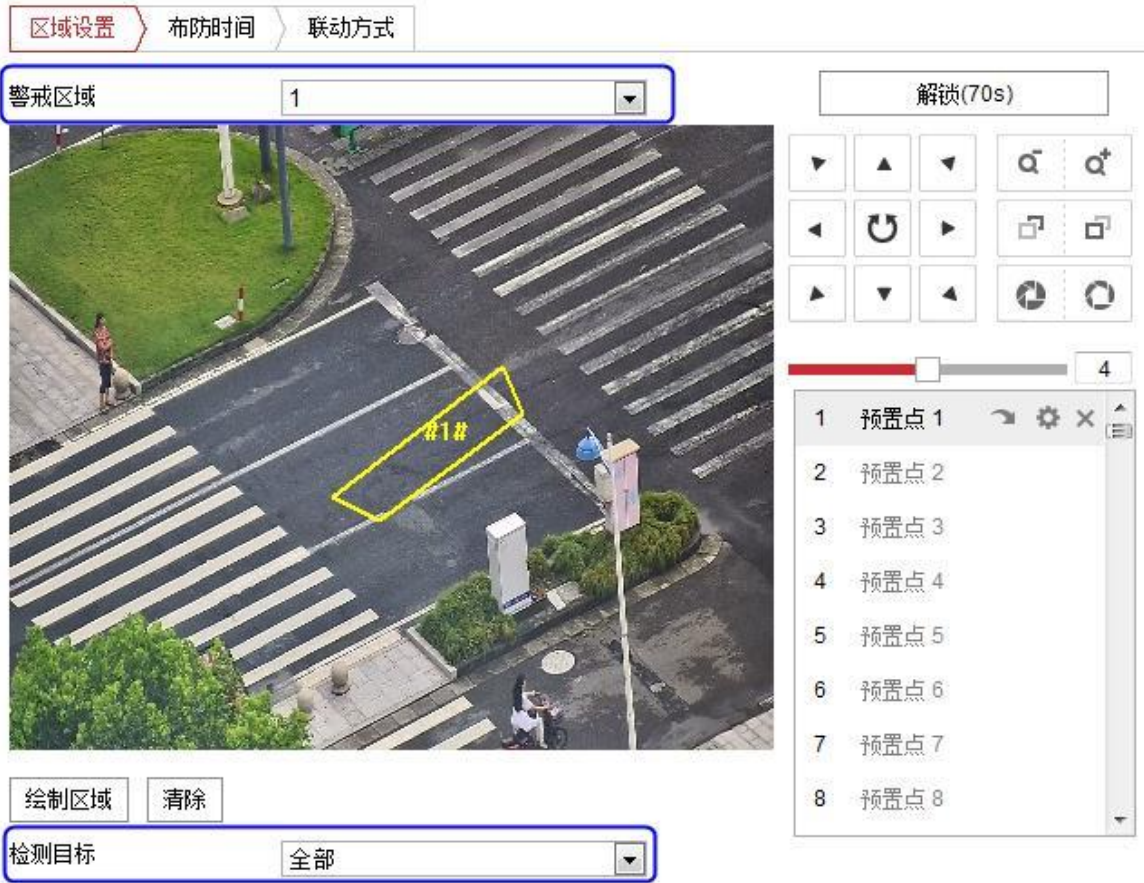 区域设置 布防时间 联动方式
警戒区域 1
解锁(70s)
#1#
4
1 预置点 1
2 预置点 2
3 预置点 3
4 预置点 4
5 预置点 5
6 预置点 6
7 预置点 7
8 预置点 8
绘制区域 清除
检测目标 全部